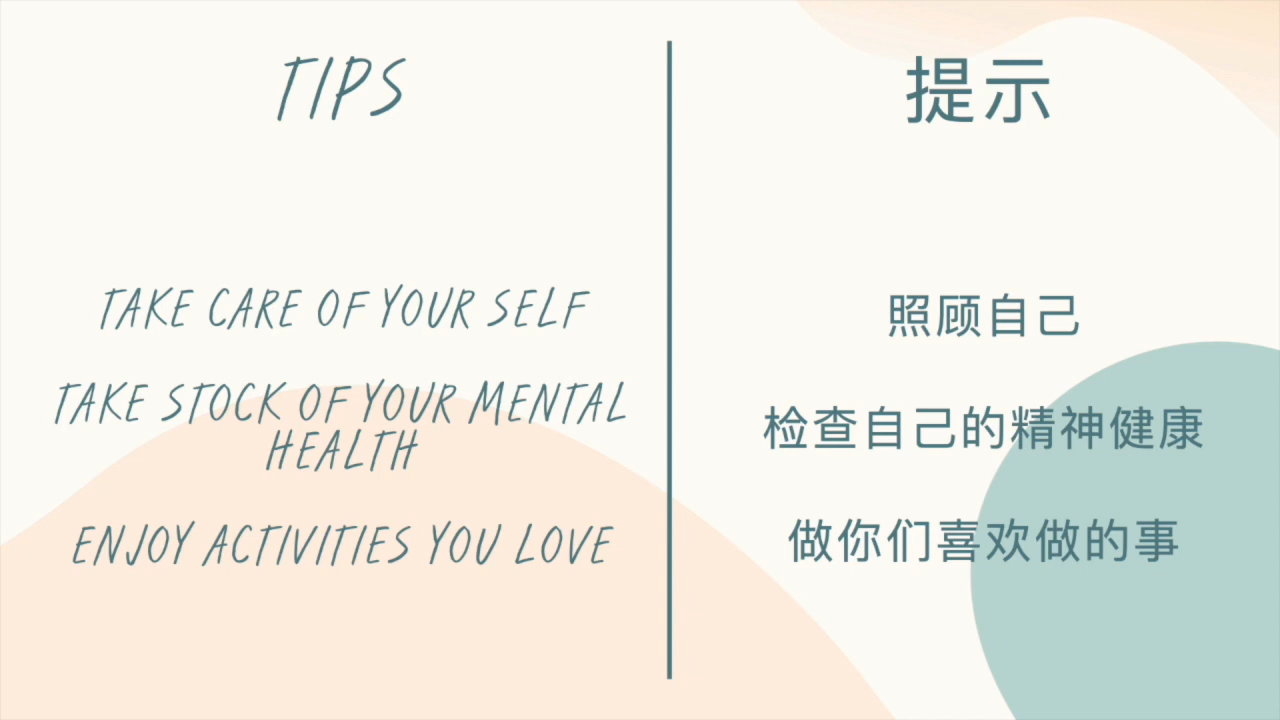 TIPS
TAKE CARE OF YOUR SELF
TAKE STOCK OF YOUR MENTAL
HEALTH
ENJOY ACTIVITIES YOU LOVE
提示
照顾自己
检查自己的精神健康
做你们喜欢做的事